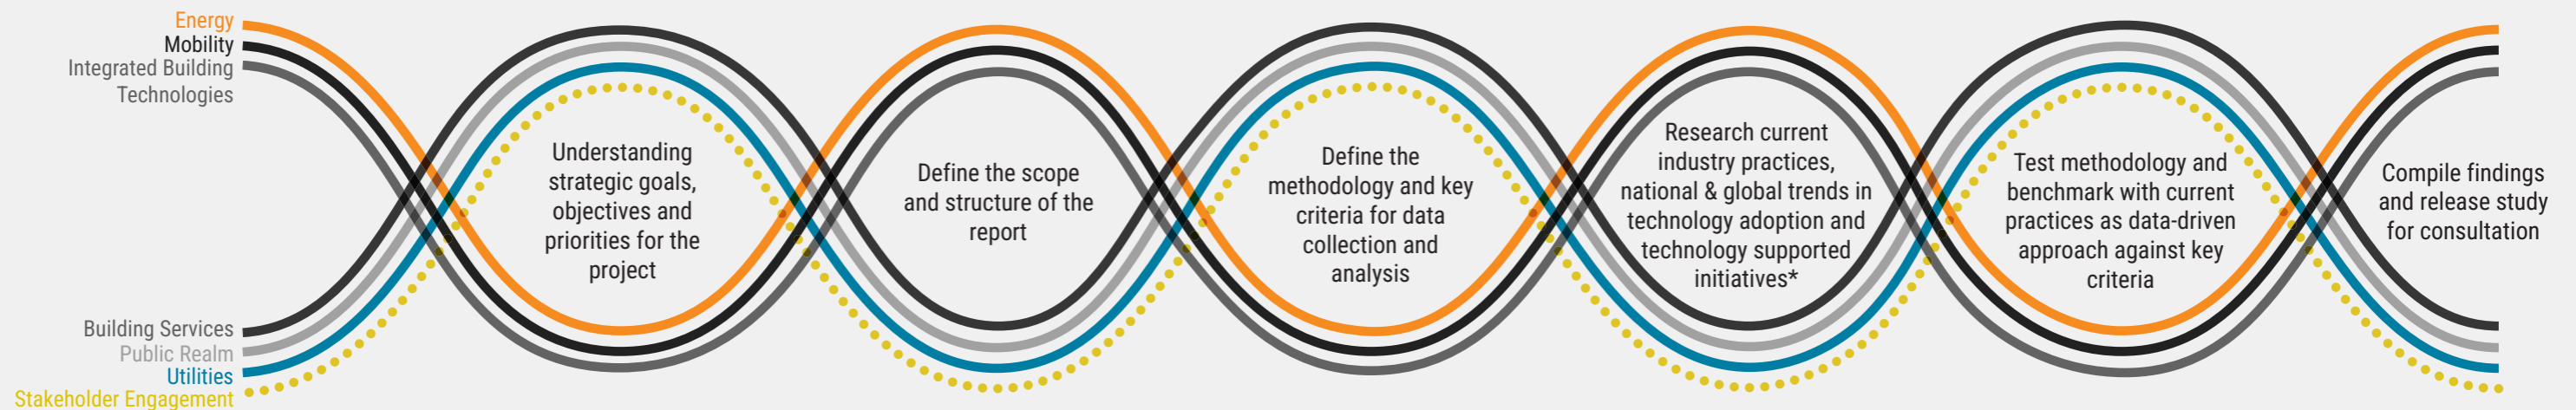 Energy
Mobility
Integrated Building
Technologies
Building Services
Public Realm
Utilities
Stakeholder Engagement
Understanding
strategic goals,
objectives and
priorities for the
project
Define the scope
and structure of the
report
Define the
methodology and key
criteria for data
collection and
analysis
Research current
industry practices,
national & global trends in
technology adoption and
technology supported
initiatives*
Test methodology and
benchmark with current
practices as data-driven
approach against key
criteria
Compile findings
and release study
for consultation